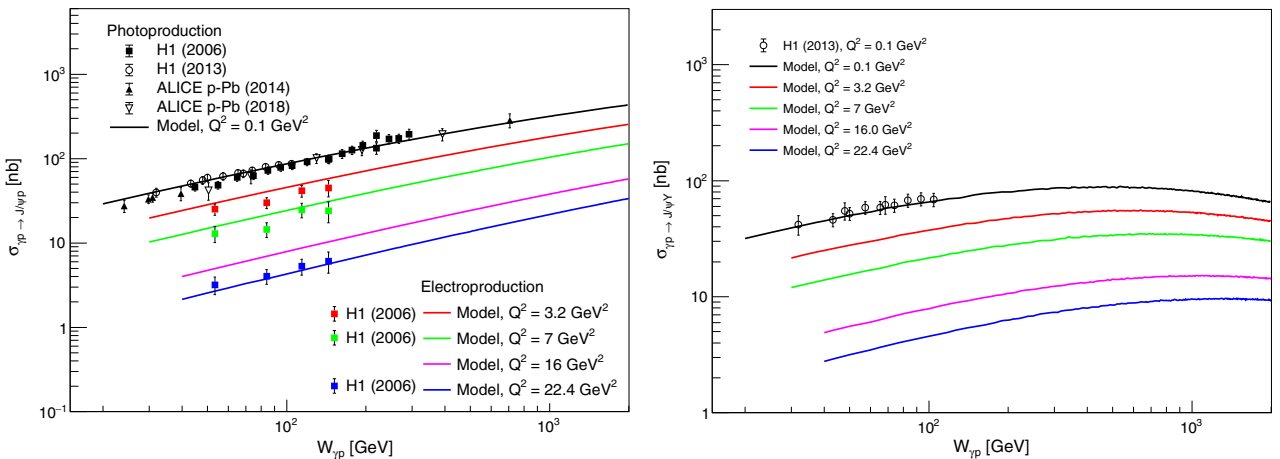 Photoproduction
H1 (2006)
H1 (2013)
ALICE p-Pb (2014)
ALICE p-Pb (2018)
Model, Q² = 0.1 GeV²
Electroproduction
H1 (2006) Model, Q² = 3.2 GeV²
H1 (2006) Model, Q² = 7 GeV²
Model, Q² = 16 GeV²
H1 (2006) Model, Q² = 22.4 GeV²
σγp → J/ψp [nb]
10³
10²
10
1
10⁻¹
10² 10³
Wγp [GeV]
H1 (2013), Q² = 0.1 GeV²
Model, Q² = 0.1 GeV²
Model, Q² = 3.2 GeV²
Model, Q² = 7 GeV²
Model, Q² = 16.0 GeV²
Model, Q² = 22.4 GeV²
σγp → J/ψY [nb]
10³
10²
10
1
10² 10³
Wγp [GeV]